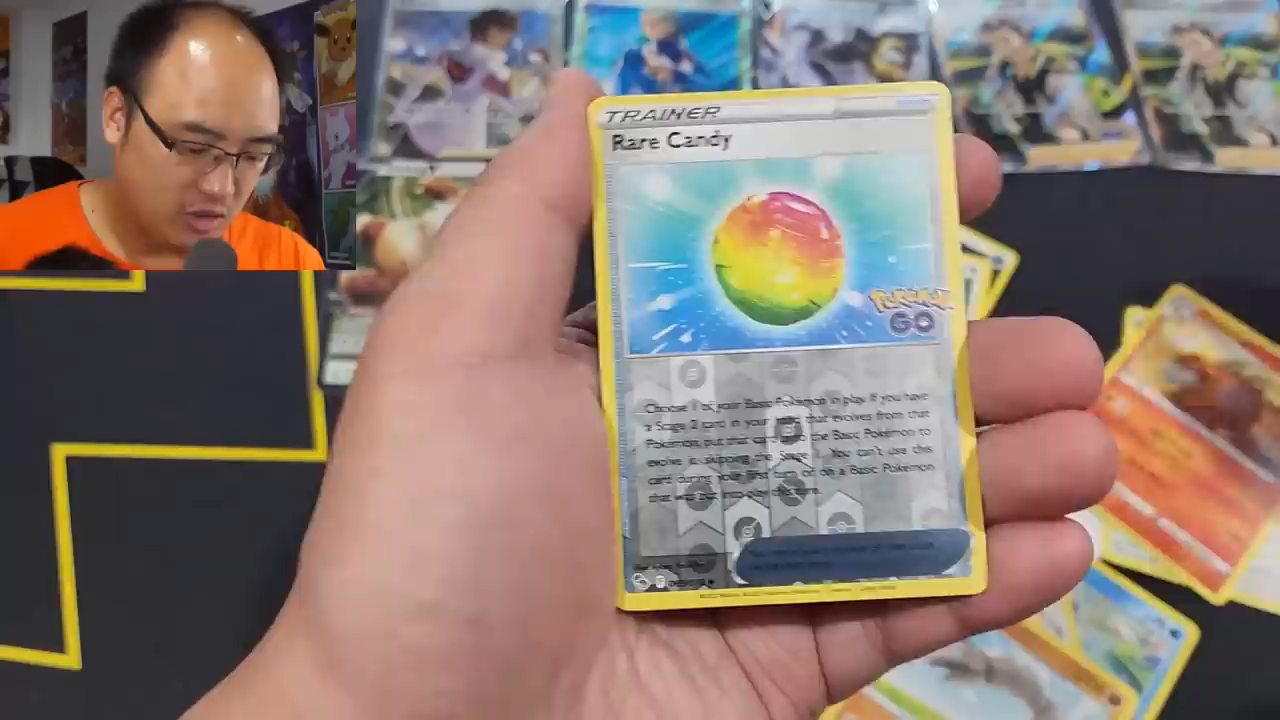 TRAINER
Rare Candy
POKÉMON
GO
Choose 1 of your Basic Pokémon in play. If you have
a Stage 2 card in your hand that evolves from that
Pokémon, put that card onto the Basic Pokémon to
evolve it, skipping the Stage 1. You can't use this
card during your first turn or on a Basic Pokémon
that was put into play this turn.